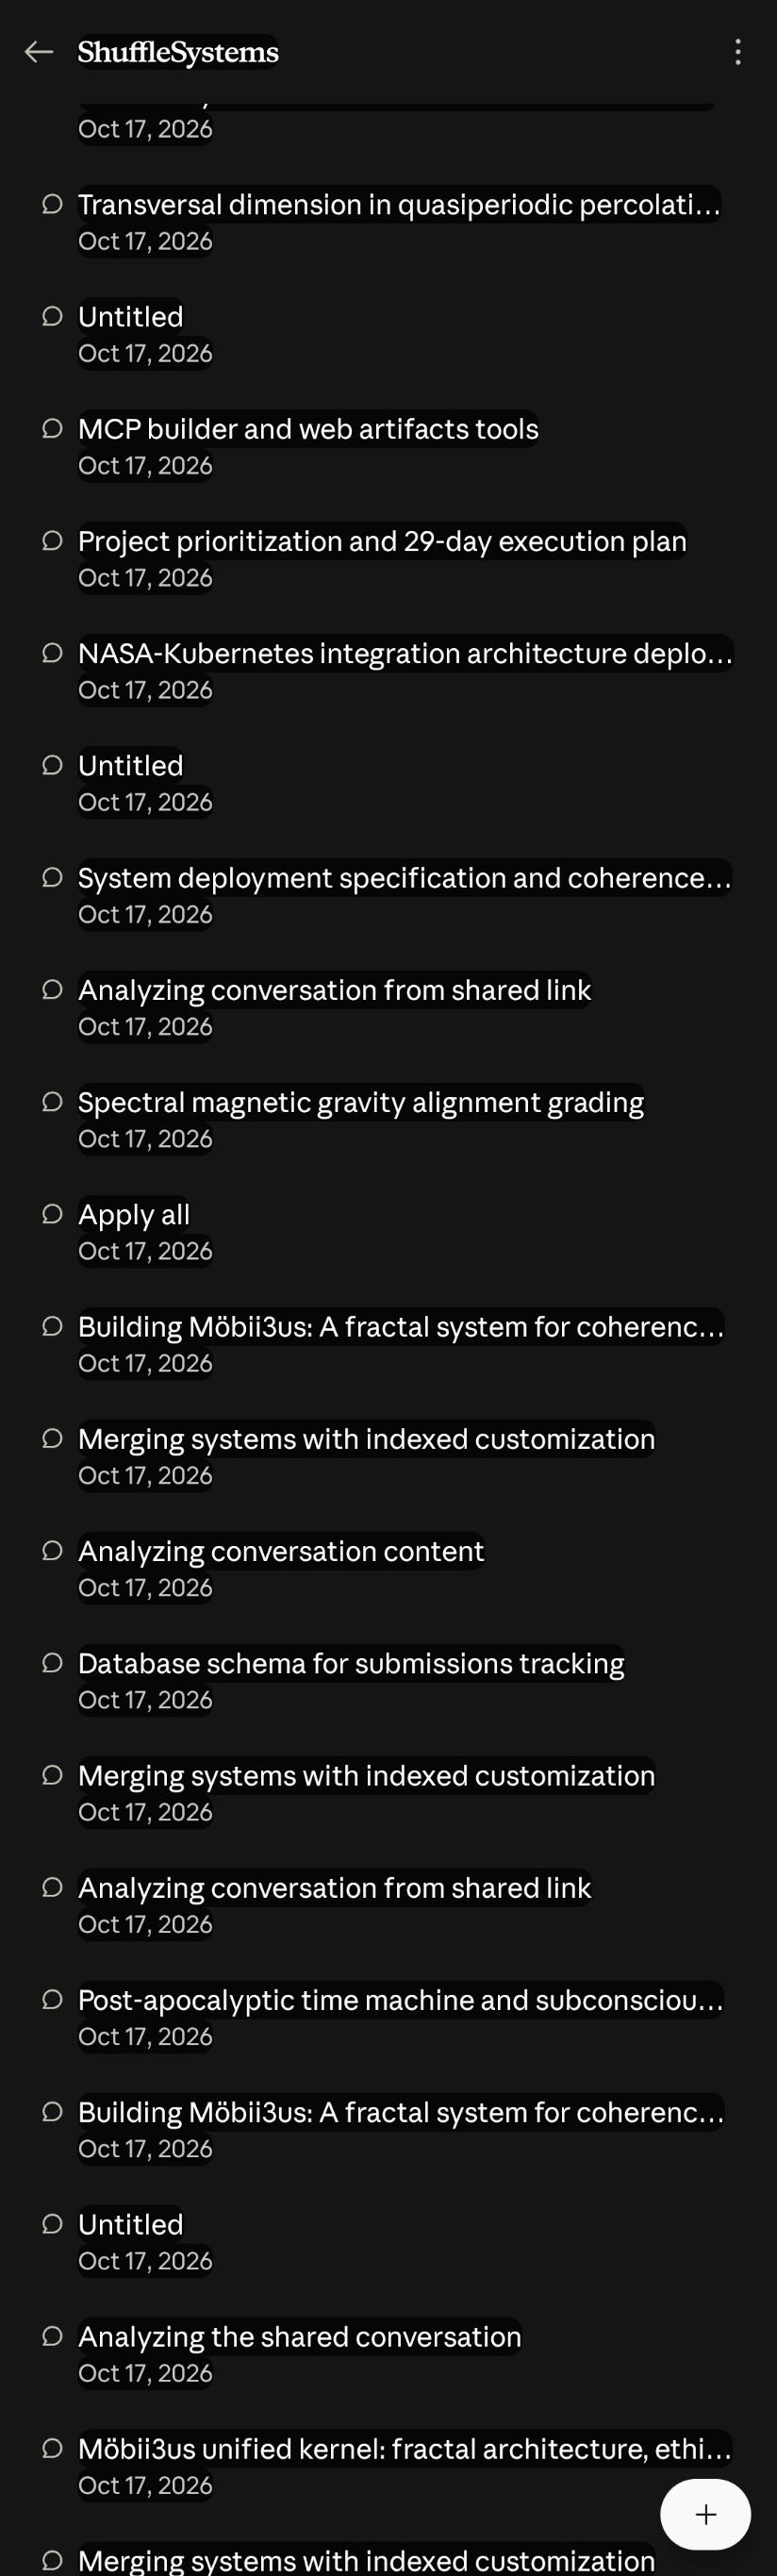 ShuffleSystems
Oct 17, 2026
Transversal dimension in quasiperiodic percolati...
Oct 17, 2026
Untitled
Oct 17, 2026
MCP builder and web artifacts tools
Oct 17, 2026
Project prioritization and 29-day execution plan
Oct 17, 2026
NASA-Kubernetes integration architecture deplo...
Oct 17, 2026
Untitled
Oct 17, 2026
System deployment specification and coherence...
Oct 17, 2026
Analyzing conversation from shared link
Oct 17, 2026
Spectral magnetic gravity alignment grading
Oct 17, 2026
Apply all
Oct 17, 2026
Building Möbii3us: A fractal system for coherenc...
Oct 17, 2026
Merging systems with indexed customization
Oct 17, 2026
Analyzing conversation content
Oct 17, 2026
Database schema for submissions tracking
Oct 17, 2026
Merging systems with indexed customization
Oct 17, 2026
Analyzing conversation from shared link
Oct 17, 2026
Post-apocalyptic time machine and subconsciou...
Oct 17, 2026
Building Möbii3us: A fractal system for coherenc...
Oct 17, 2026
Untitled
Oct 17, 2026
Analyzing the shared conversation
Oct 17, 2026
Möbii3us unified kernel: fractal architecture, ethi...
Oct 17, 2026
Merging systems with indexed customization